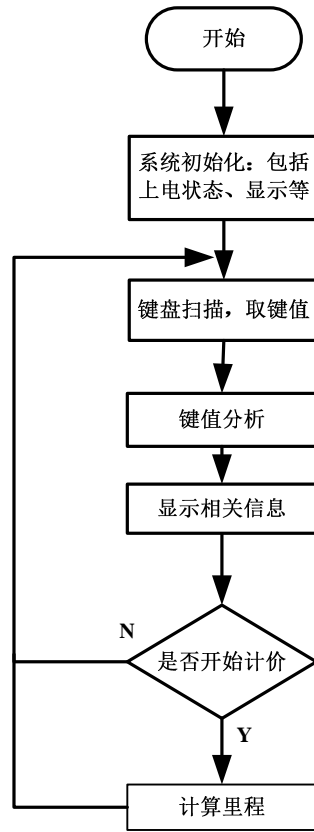 开始
系统初始化：包括
上电状态、显示等
键盘扫描，取键值
键值分析
显示相关信息
N
是否开始计价
Y
计算里程